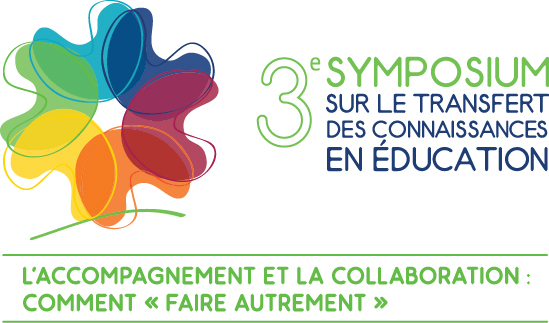 3e SYMPOSIUM
SUR LE TRANSFERT
DES CONNAISSANCES
EN ÉDUCATION
L'ACCOMPAGNEMENT ET LA COLLABORATION :
COMMENT « FAIRE AUTREMENT »